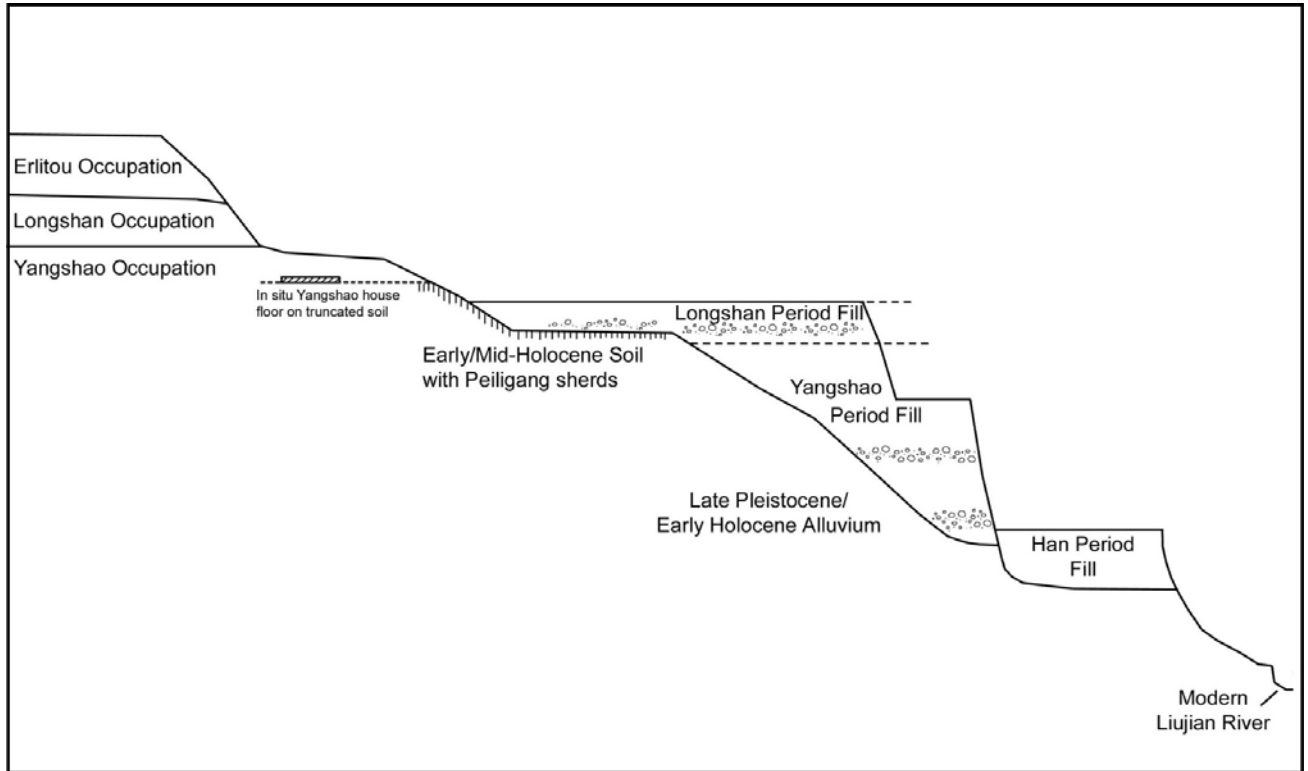 Erlitou Occupation
Longshan Occupation
Yangshao Occupation
In situ Yangshao house
floor on truncated soil
Longshan Period Fill
Early/Mid-Holocene Soil
with Peiligang sherds
Yangshao
Period Fill
Late Pleistocene/
Early Holocene Alluvium
Han Period
Fill
Modern
Liujian River